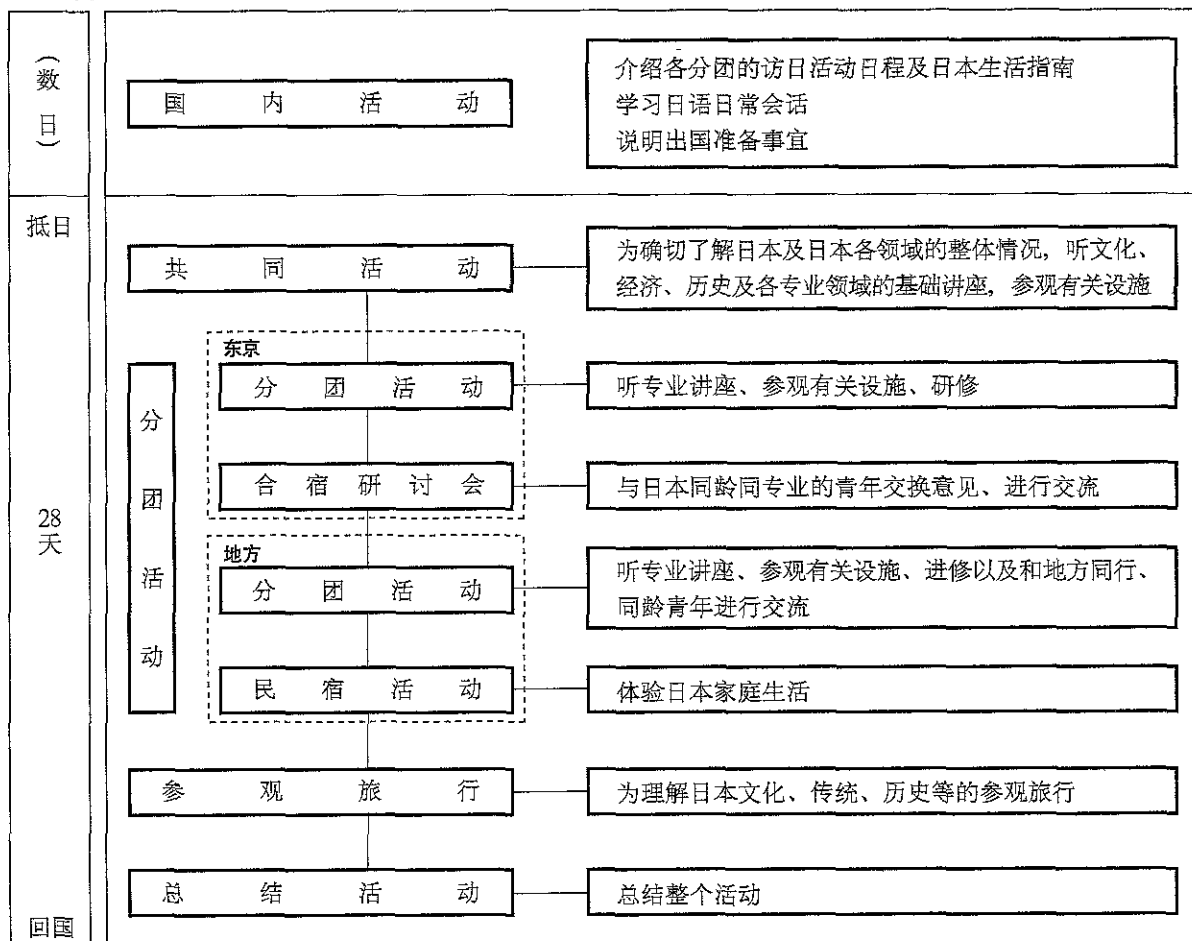 （数日）
国内活动
介绍各分团的访日活动日程及日本生活指南
学习日语日常会话
说明出国准备事宜
抵日
共同活动
为确切了解日本及日本各领域的整体情况，听文化、
经济、历史及各专业领域的基础讲座，参观有关设施
28
天
分团活动
东京
分团活动
听专业讲座、参观有关设施、研修
合宿研讨会
与日本同龄同专业的青年交换意见、进行交流
地方
分团活动
听专业讲座、参观有关设施、进修以及和地方同行、
同龄青年进行交流
民宿活动
体验日本家庭生活
参观旅行
为理解日本文化、传统、历史等的参观旅行
总结活动
总结整个活动
回国